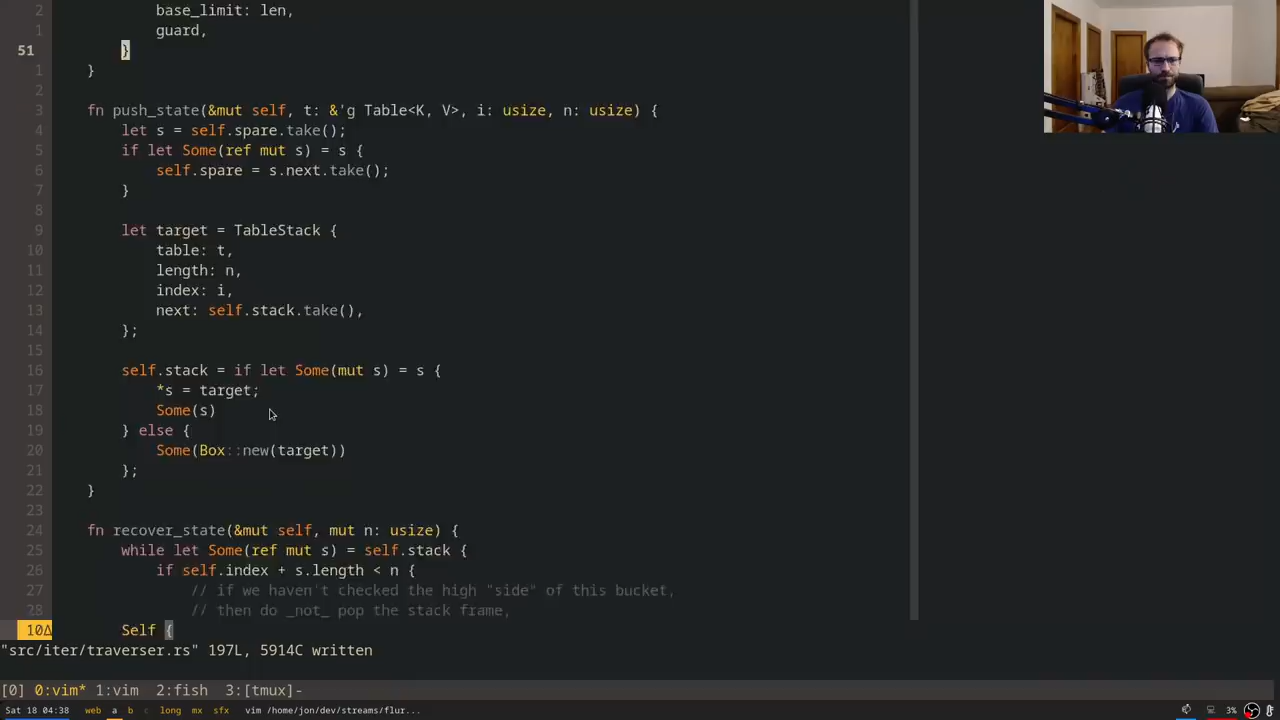 2 base_limit: len,
1 guard,
51 }
1 }
2
3 fn push_state(&mut self, t: &'g Table<K, V>, i: usize, n: usize) {
4 let s = self.spare.take();
5 if let Some(ref mut s) = s {
6 self.spare = s.next.take();
7 }
8
9 let target = TableStack {
10 table: t,
11 length: n,
12 index: i,
13 next: self.stack.take(),
14 };
15
16 self.stack = if let Some(mut s) = s {
17 *s = target;
18 Some(s)
19 } else {
20 Some(Box::new(target))
21 };
22 }
23
24 fn recover_state(&mut self, mut n: usize) {
25 while let Some(ref mut s) = self.stack {
26 if self.index + s.length < n {
27 // if we haven't checked the high "side" of this bucket,
28 // then do _not_ pop the stack frame,
10Δ Self {
"src/iter/traverser.rs" 197L, 5914C written
[0] 0:vim* 1:vim 2:fish 3:[tmux]-
Sat 18 04:38 web a b c long mx sfx vim /home/jon/dev/streams/flur... 3%